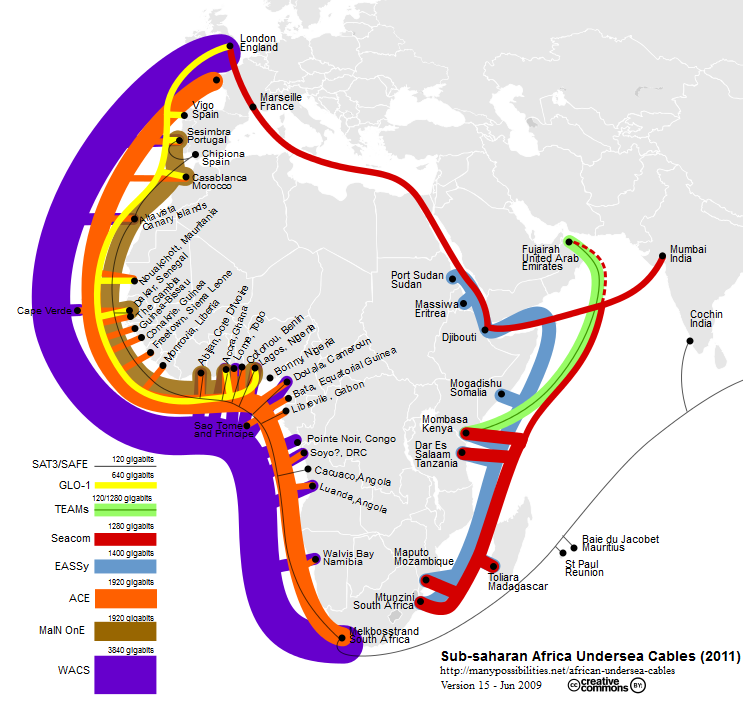 London
England
Marseille
France
Vigo
Spain
Sesimbra
Portugal
Chipiona
Spain
Casablanca
Morocco
Altavista
Canary Islands
Nouakchott, Mauritania
Dakar, Senegal
The Gambia
Guinea Bissau
Conakrie, Guinea
Freetown, Sierra Leone
Monrovia, Liberia
Cape Verde
Abijan, Cote D'Ivoire
Accra, Ghana
Lome, Togo
Cotonou, Benin
Lagos, Nigeria
Bonny, Nigeria
Douala, Cameroun
Bata, Equatorial Guinea
Librevile, Gabon
Sao Tome
and Principe
Pointe Noir, Congo
Soyo?, DRC
Cacuaco,Angola
Luanda,Angola
Walvis Bay
Namibia
Melkbosstrand
South Africa
Port Sudan
Sudan
Massiwa
Eritrea
Djibouti
Fujairah
United Arab
Emirates
Mumbai
India
Cochin
India
Mogadishu
Somalia
Mombasa
Kenya
Dar Es
Salaam
Tanzania
Maputo
Mozambique
Mtunzini
South Africa
Toliara
Madagascar
Baie du Jacobet
Mauritius
St Paul
Reunion
SAT3/SAFE
120 gigabits
GLO-1
640 gigabits
TEAMs
120/1280 gigabits
Seacom
1280 gigabits
EASSy
1400 gigabits
ACE
1920 gigabits
MaIN OnE
1920 gigabits
WACS
3840 gigabits
Sub-saharan Africa Undersea Cables (2011)
http://manypossibilities.net/african-undersea-cables
Version 15 - Jun 2009
cc creative commons BY: